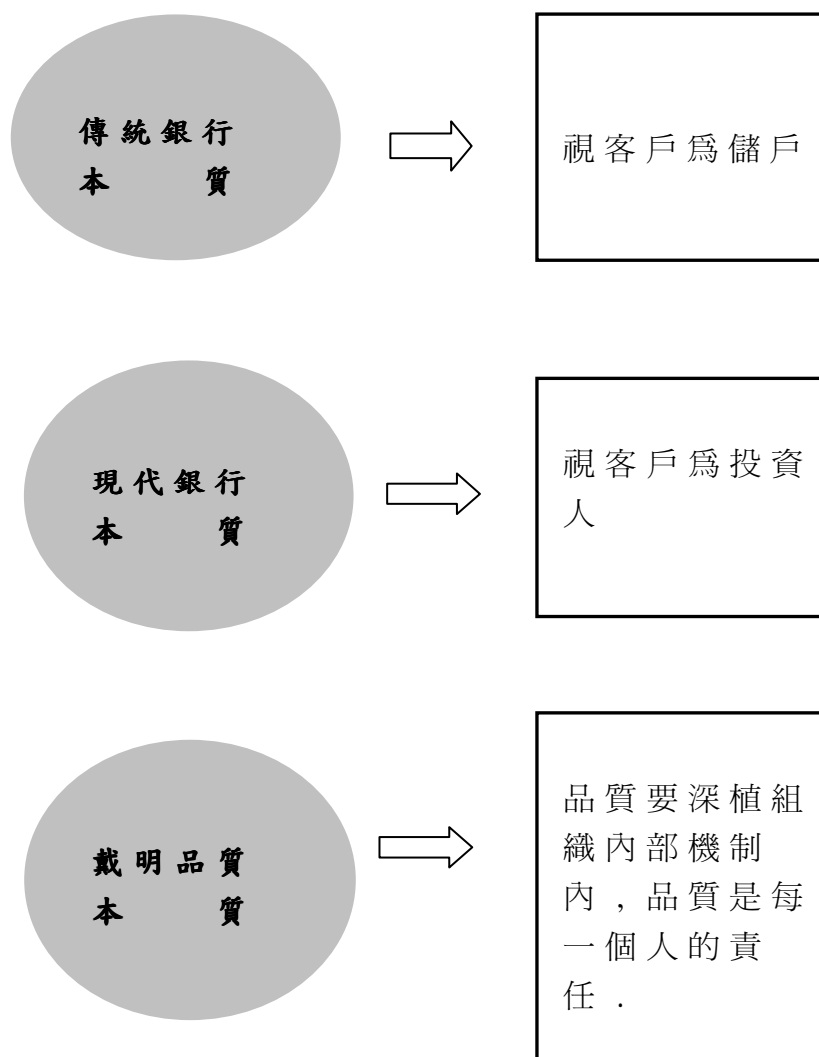 傳統銀行
本質
視客戶爲儲戶
現代銀行
本質
視客戶爲投資
人
戴明品質
本質
品質要深植組
織內部機制
內，品質是每
一個人的責
任．